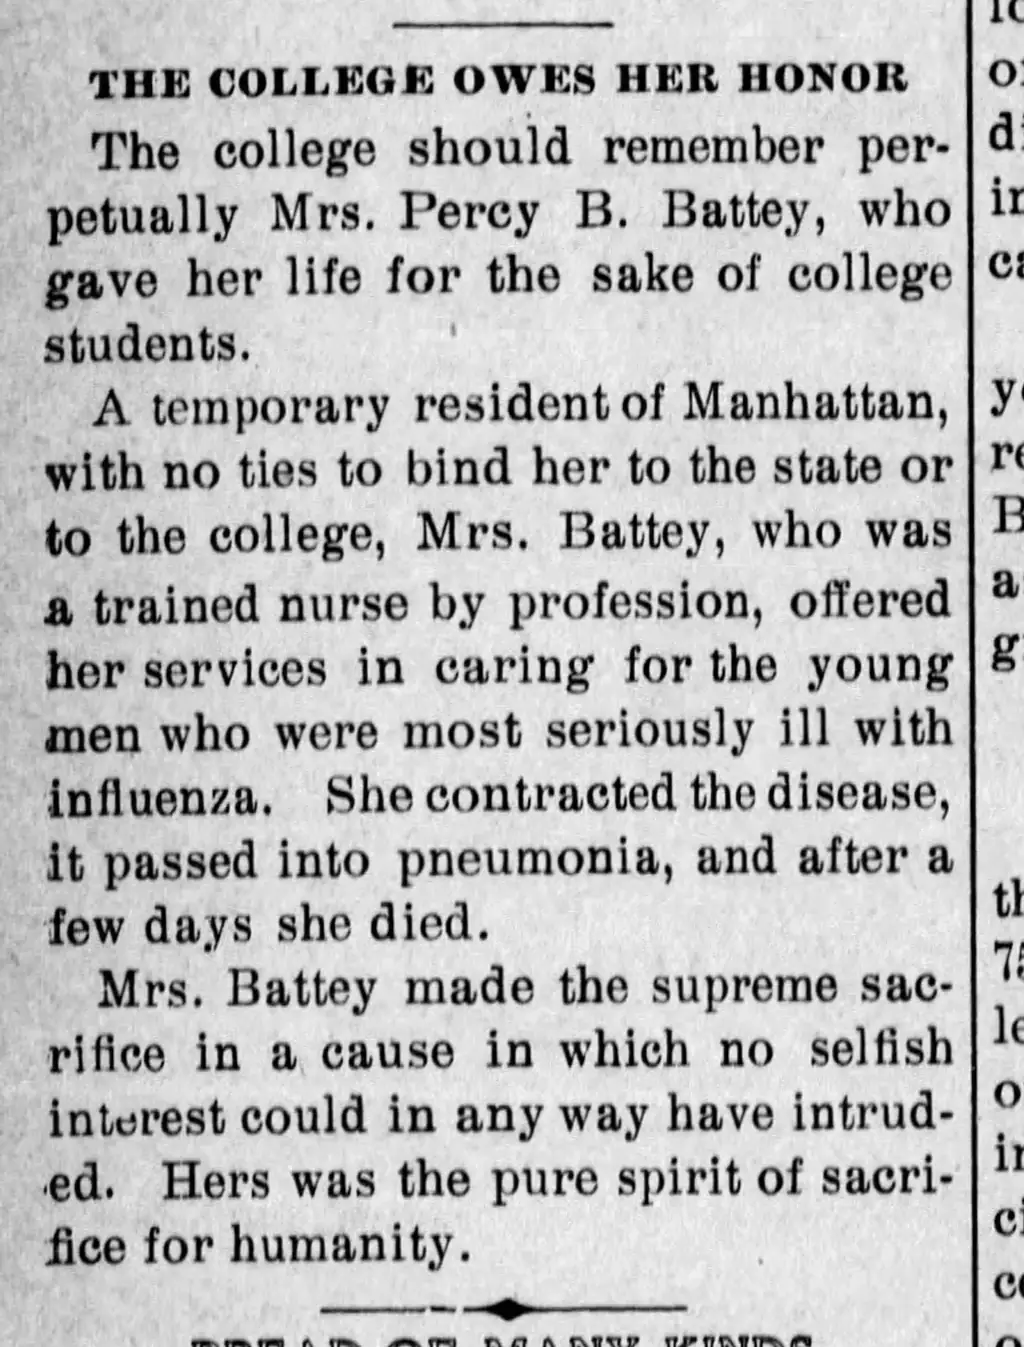 THE COLLEGE OWES HER HONOR
The college should remember per-
petually Mrs. Percy B. Battey, who
gave her life for the sake of college
students.
A temporary resident of Manhattan,
with no ties to bind her to the state or
to the college, Mrs. Battey, who was
a trained nurse by profession, offered
her services in caring for the young
men who were most seriously ill with
influenza. She contracted the disease,
it passed into pneumonia, and after a
few days she died.
Mrs. Battey made the supreme sac-
rifice in a cause in which no selfish
interest could in any way have intrud-
ed. Hers was the pure spirit of sacri-
fice for humanity.